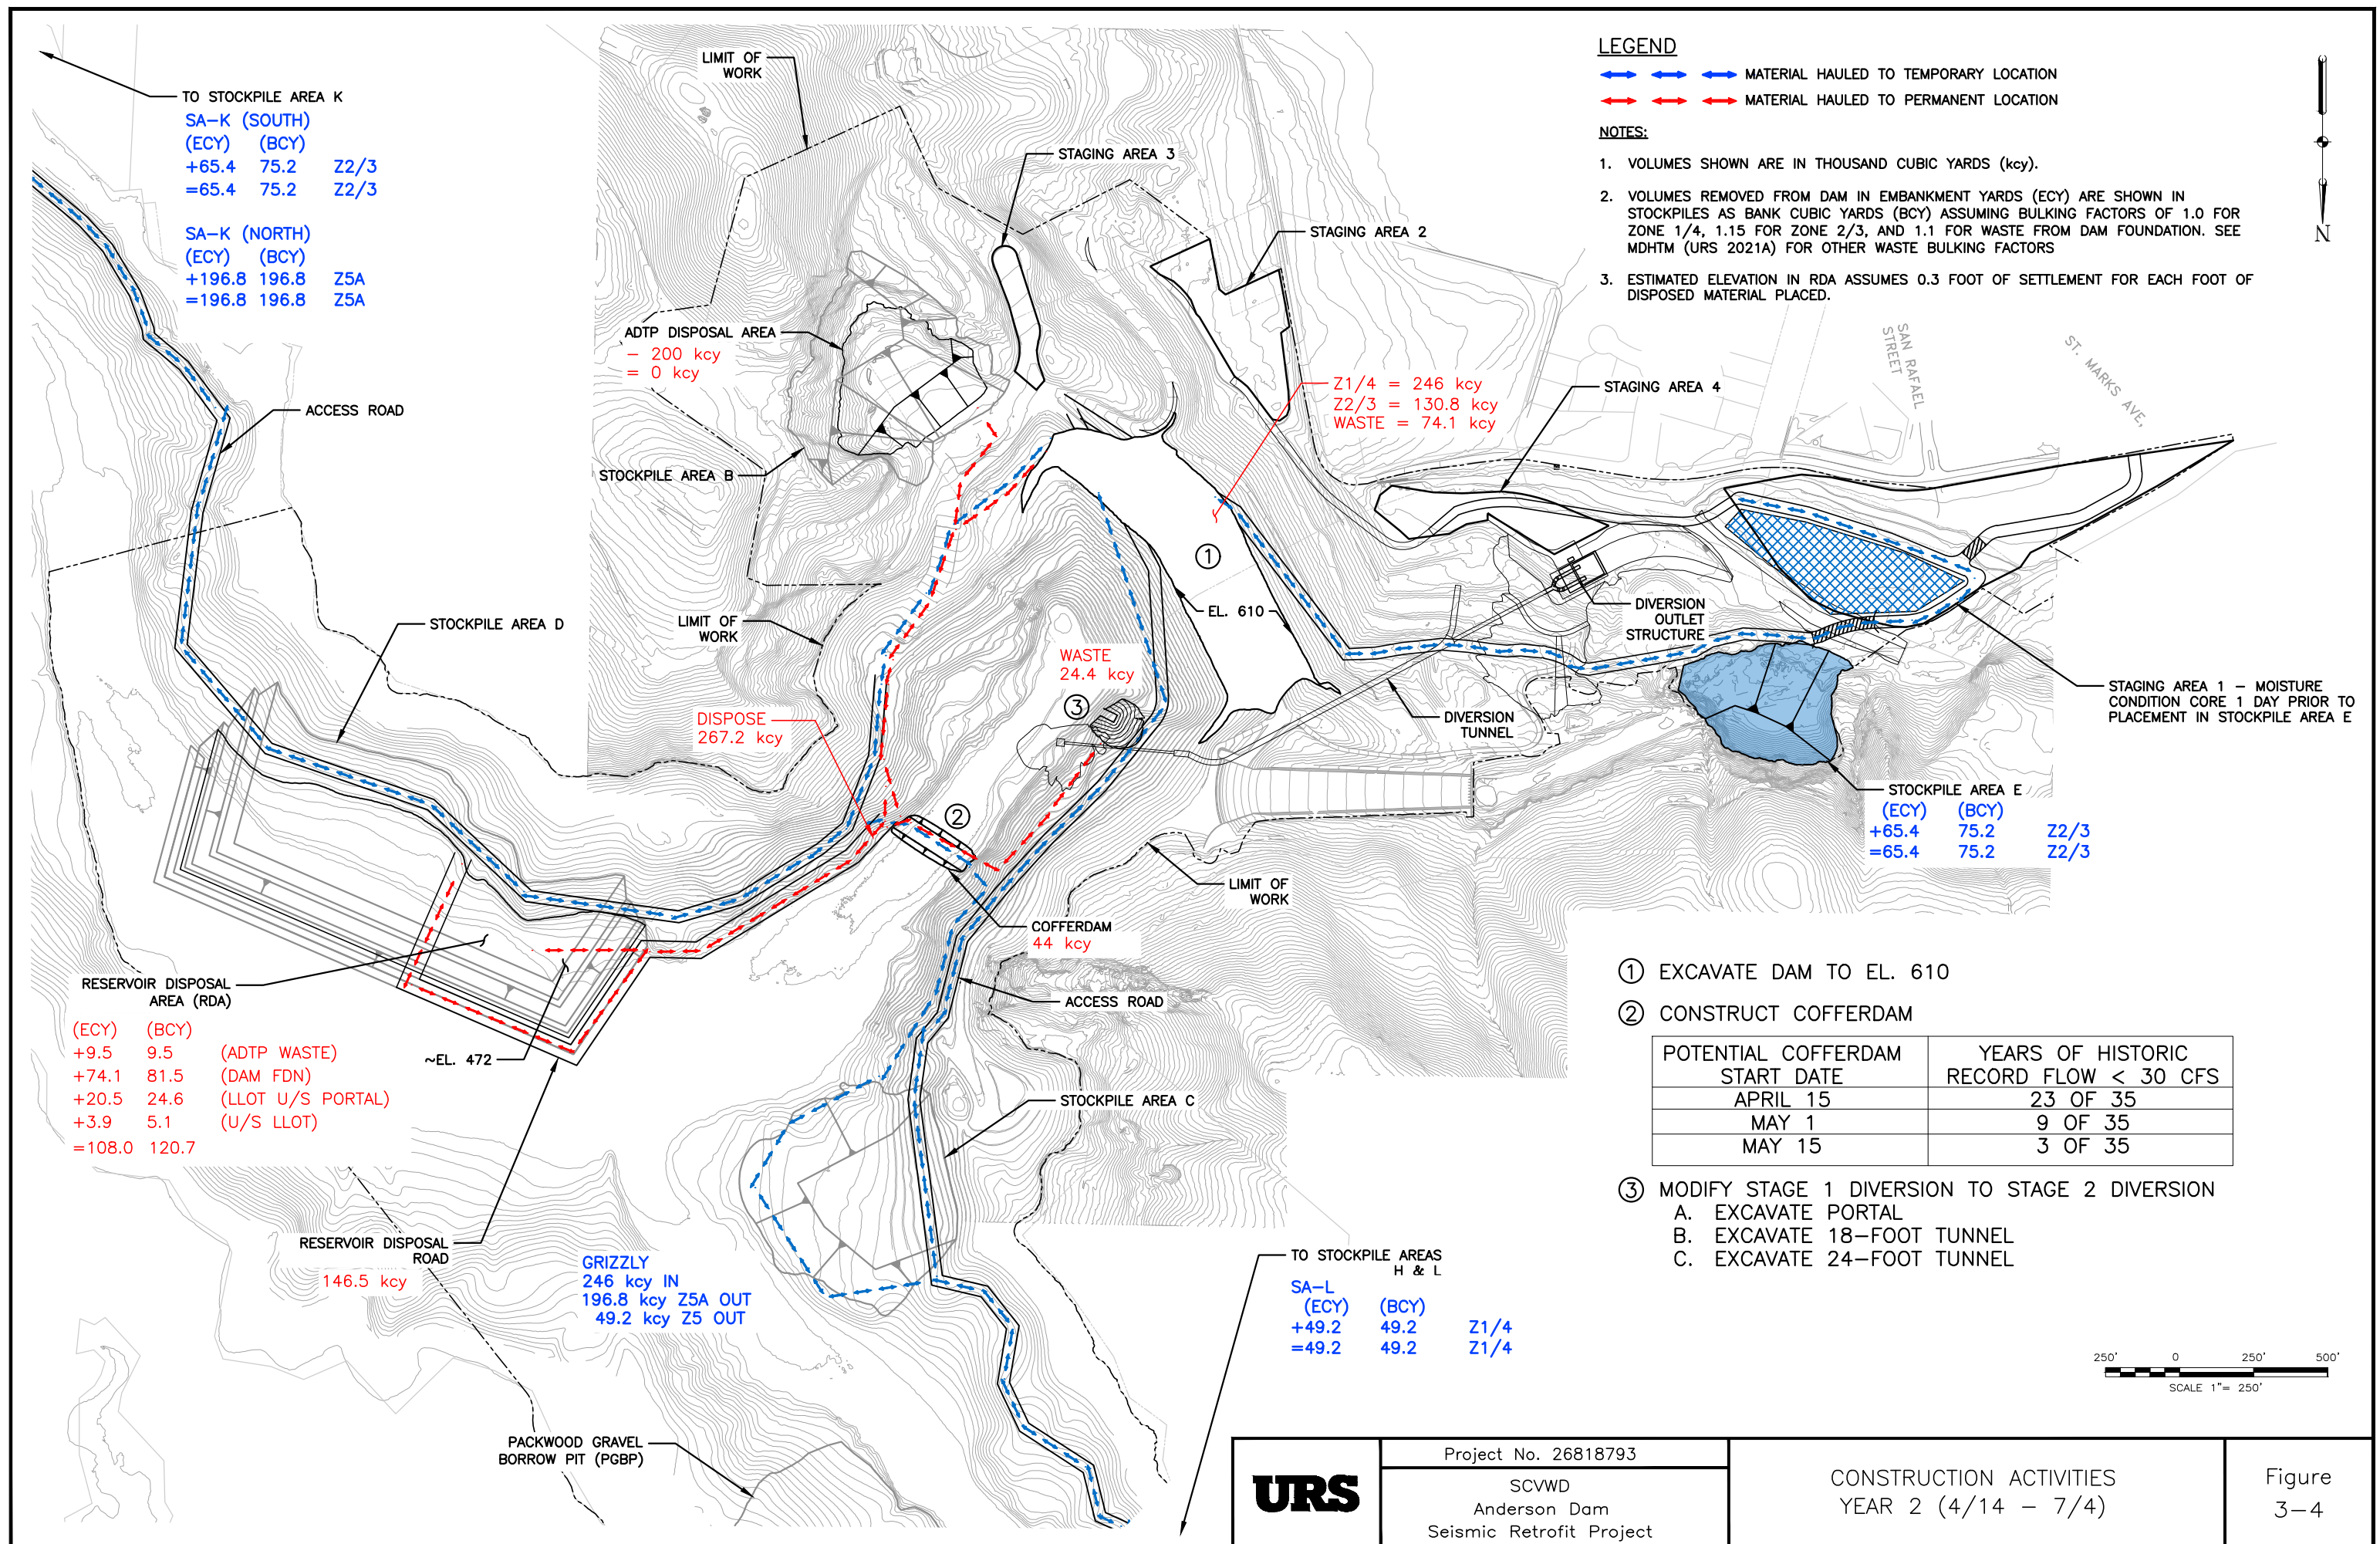 LEGEND
MATERIAL HAULED TO TEMPORARY LOCATION
MATERIAL HAULED TO PERMANENT LOCATION
NOTES:
1. VOLUMES SHOWN ARE IN THOUSAND CUBIC YARDS (kcy).
2. VOLUMES REMOVED FROM DAM IN EMBANKMENT YARDS (ECY) ARE SHOWN IN
STOCKPILES AS BANK CUBIC YARDS (BCY) ASSUMING BULKING FACTORS OF 1.0 FOR
ZONE 1/4, 1.15 FOR ZONE 2/3, AND 1.1 FOR WASTE FROM DAM FOUNDATION. SEE
MDHTM (URS 2021A) FOR OTHER WASTE BULKING FACTORS
3. ESTIMATED ELEVATION IN RDA ASSUMES 0.3 FOOT OF SETTLEMENT FOR EACH FOOT OF
DISPOSED MATERIAL PLACED.
N
TO STOCKPILE AREA K
SA-K (SOUTH)
(ECY) (BCY)
+65.4 75.2 Z2/3
=65.4 75.2 Z2/3
SA-K (NORTH)
(ECY) (BCY)
+196.8 196.8 Z5A
=196.8 196.8 Z5A
LIMIT OF
WORK
STAGING AREA 3
STAGING AREA 2
ADTP DISPOSAL AREA
- 200 kcy
= 0 kcy
Z1/4 = 246 kcy
Z2/3 = 130.8 kcy
WASTE = 74.1 kcy
STAGING AREA 4
SAN RAFAEL
STREET
ST. MARKS AVE,
ACCESS ROAD
STOCKPILE AREA B
STOCKPILE AREA D
LIMIT OF
WORK
1
EL. 610
DIVERSION
OUTLET
STRUCTURE
WASTE
24.4 kcy
3
DISPOSE
267.2 kcy
DIVERSION
TUNNEL
STAGING AREA 1 - MOISTURE
CONDITION CORE 1 DAY PRIOR TO
PLACEMENT IN STOCKPILE AREA E
STOCKPILE AREA E
(ECY) (BCY)
+65.4 75.2 Z2/3
=65.4 75.2 Z2/3
2
LIMIT OF
WORK
COFFERDAM
44 kcy
ACCESS ROAD
RESERVOIR DISPOSAL
AREA (RDA)
(ECY) (BCY)
+9.5 9.5 (ADTP WASTE)
+74.1 81.5 (DAM FDN)
+20.5 24.6 (LLOT U/S PORTAL)
+3.9 5.1 (U/S LLOT)
=108.0 120.7
~EL. 472
STOCKPILE AREA C
RESERVOIR DISPOSAL
ROAD
146.5 kcy
GRIZZLY
246 kcy IN
196.8 kcy Z5A OUT
49.2 kcy Z5 OUT
TO STOCKPILE AREAS
H & L
SA-L
(ECY) (BCY)
+49.2 49.2 Z1/4
=49.2 49.2 Z1/4
PACKWOOD GRAVEL
BORROW PIT (PGBP)
1 EXCAVATE DAM TO EL. 610
2 CONSTRUCT COFFERDAM
POTENTIAL COFFERDAM START DATE YEARS OF HISTORIC RECORD FLOW < 30 CFS
APRIL 15 23 OF 35
MAY 1 9 OF 35
MAY 15 3 OF 35
3 MODIFY STAGE 1 DIVERSION TO STAGE 2 DIVERSION
A. EXCAVATE PORTAL
B. EXCAVATE 18-FOOT TUNNEL
C. EXCAVATE 24-FOOT TUNNEL
250' 0 250' 500'
SCALE 1"= 250'
URS
Project No. 26818793
SCVWD
Anderson Dam
Seismic Retrofit Project
CONSTRUCTION ACTIVITIES
YEAR 2 (4/14 - 7/4)
Figure
3-4